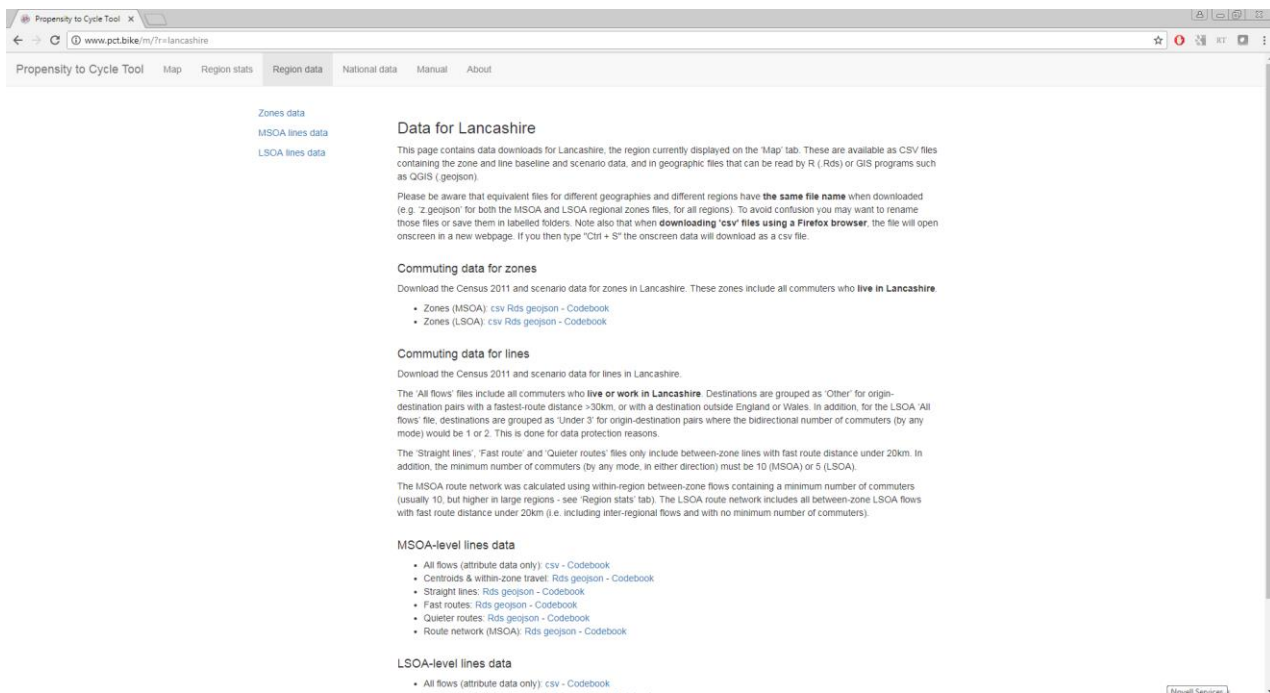 Propensity to Cycle Tool
www.pct.bike/m/?r=lancashire
Propensity to Cycle Tool Map Region stats Region data National data Manual About
Zones data
MSOA lines data
LSOA lines data
Data for Lancashire
This page contains data downloads for Lancashire, the region currently displayed on the 'Map' tab. These are available as CSV files
containing the zone and line baseline and scenario data, and in geographic files that can be read by R (.Rds) or GIS programs such
as QGIS (.geojson).
Please be aware that equivalent files for different geographies and different regions have the same file name when downloaded
(e.g. 'z.geojson' for both the MSOA and LSOA regional zones files, for all regions). To avoid confusion you may want to rename
those files or save them in labelled folders. Note also that when downloading 'csv' files using a Firefox browser, the file will open
onscreen in a new webpage. If you then type "Ctrl + S" the onscreen data will download as a csv file.
Commuting data for zones
Download the Census 2011 and scenario data for zones in Lancashire. These zones include all commuters who live in Lancashire.
• Zones (MSOA): csv Rds geojson - Codebook
• Zones (LSOA): csv Rds geojson - Codebook
Commuting data for lines
Download the Census 2011 and scenario data for lines in Lancashire.
The 'All flows' files include all commuters who live or work in Lancashire. Destinations are grouped as 'Other' for origin-
destination pairs with a fastest-route distance >30km, or with a destination outside England or Wales. In addition, for the LSOA 'All
flows' file, destinations are grouped as 'Under 3' for origin-destination pairs where the bidirectional number of commuters (by any
mode) would be 1 or 2. This is done for data protection reasons.
The 'Straight lines', 'Fast route' and 'Quieter routes' files only include between-zone lines with fast route distance under 20km. In
addition, the minimum number of commuters (by any mode, in either direction) must be 10 (MSOA) or 5 (LSOA).
The MSOA route network was calculated using within-region between-zone flows containing a minimum number of commuters
(usually 10, but higher in large regions - see 'Region stats' tab). The LSOA route network includes all between-zone LSOA flows
with fast route distance under 20km (i.e. including inter-regional flows and with no minimum number of commuters).
MSOA-level lines data
• All flows (attribute data only): csv - Codebook
• Centroids & within-zone travel: Rds geojson - Codebook
• Straight lines: Rds geojson - Codebook
• Fast routes: Rds geojson - Codebook
• Quieter routes: Rds geojson - Codebook
• Route network (MSOA): Rds geojson - Codebook
LSOA-level lines data
• All flows (attribute data only): csv - Codebook
Novell Services